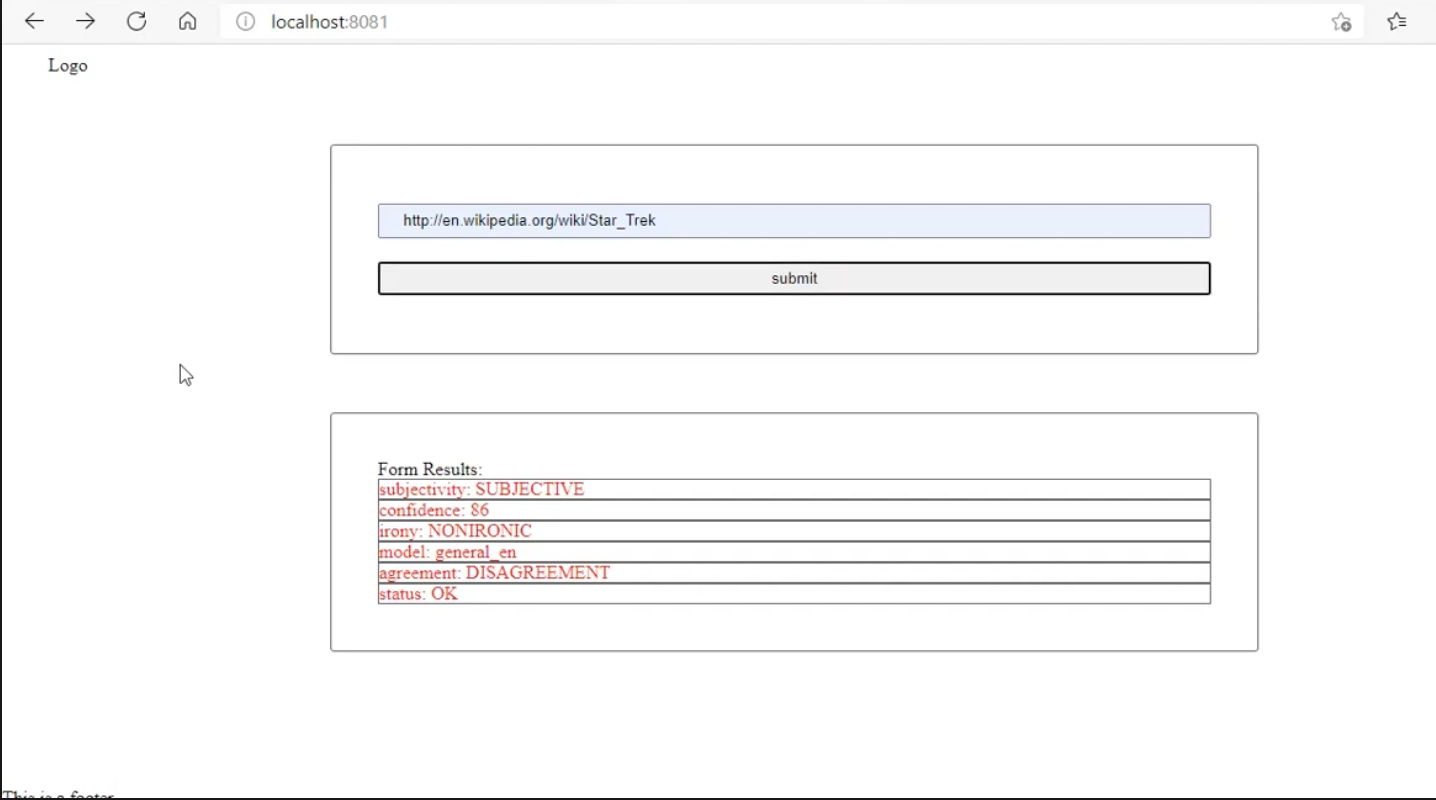 localhost:8081
Logo
http://en.wikipedia.org/wiki/Star_Trek
submit
Form Results:
subjectivity: SUBJECTIVE
confidence: 86
irony: NONIRONIC
model: general_en
agreement: DISAGREEMENT
status: OK
This is a footer